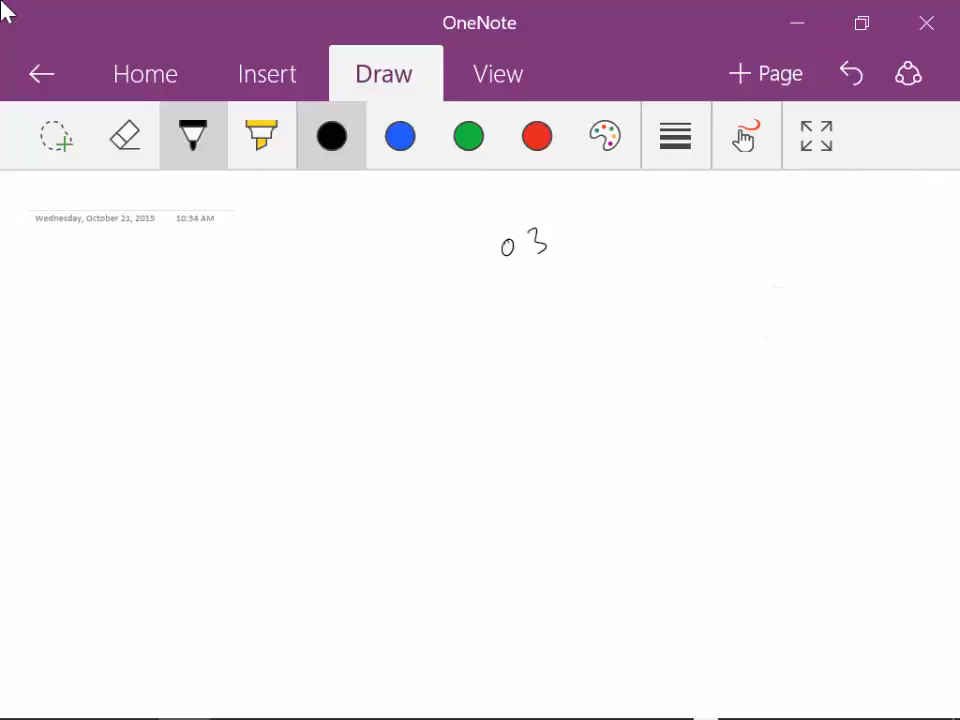 OneNote
Home Insert Draw View Page
Wednesday, October 21, 2015 10:34 AM
0 3